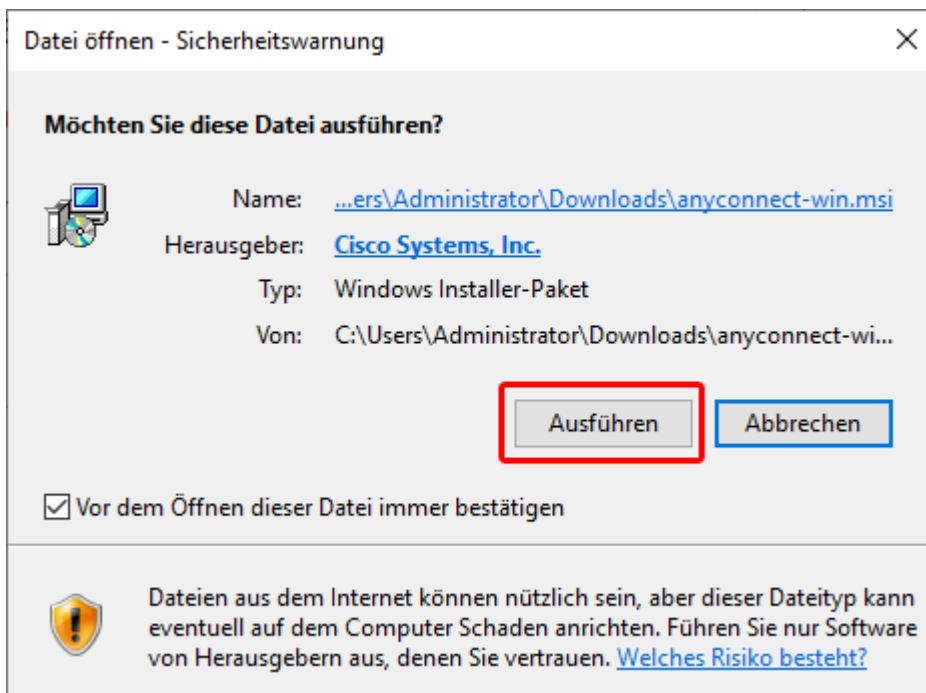 Datei öffnen - Sicherheitswarnung
Möchten Sie diese Datei ausführen?
Name: ...ers\Administrator\Downloads\anyconnect-win.msi
Herausgeber: Cisco Systems, Inc.
Typ: Windows Installer-Paket
Von: C:\Users\Administrator\Downloads\anyconnect-wi...
Ausführen Abbrechen
Vor dem Öffnen dieser Datei immer bestätigen
Dateien aus dem Internet können nützlich sein, aber dieser Dateityp kann
eventuell auf dem Computer Schaden anrichten. Führen Sie nur Software
von Herausgebern aus, denen Sie vertrauen. Welches Risiko besteht?